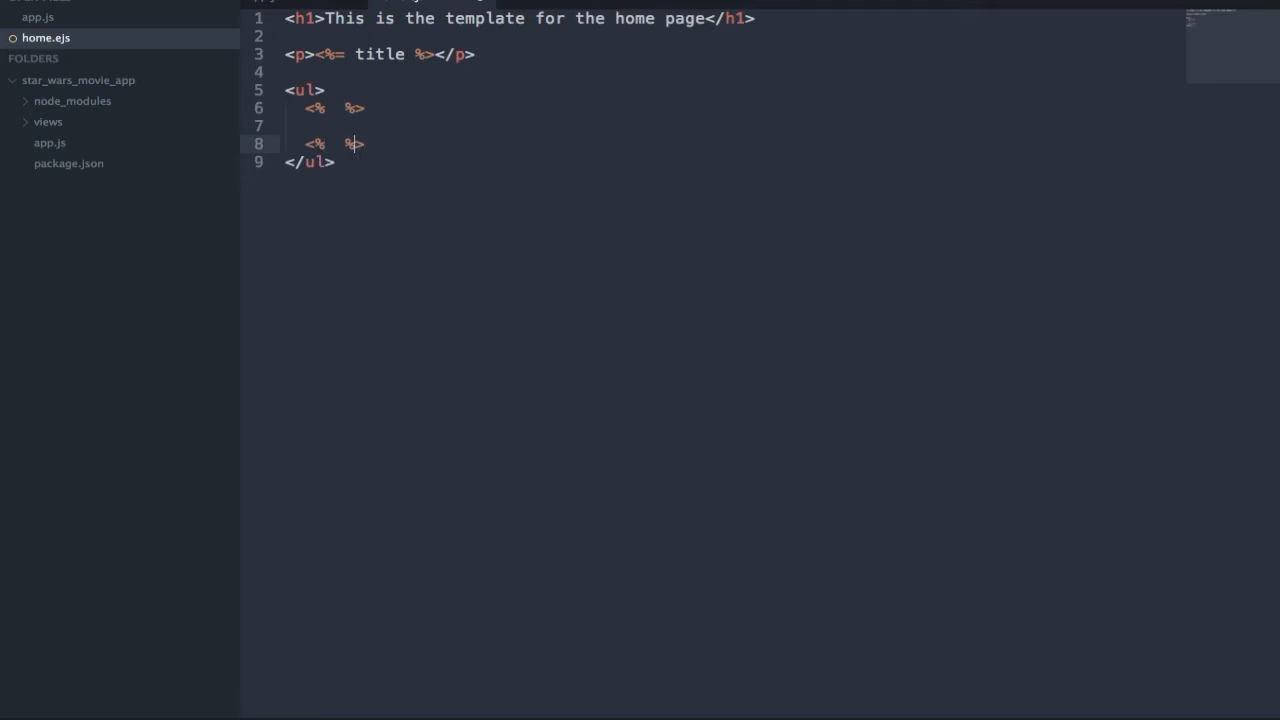 app.js
home.ejs
FOLDERS
star_wars_movie_app
node_modules
views
app.js
package.json
1 <h1>This is the template for the home page</h1>
2
3 <p><%= title %></p>
4
5 <ul>
6 <% %>
7
8 <% %>
9 </ul>